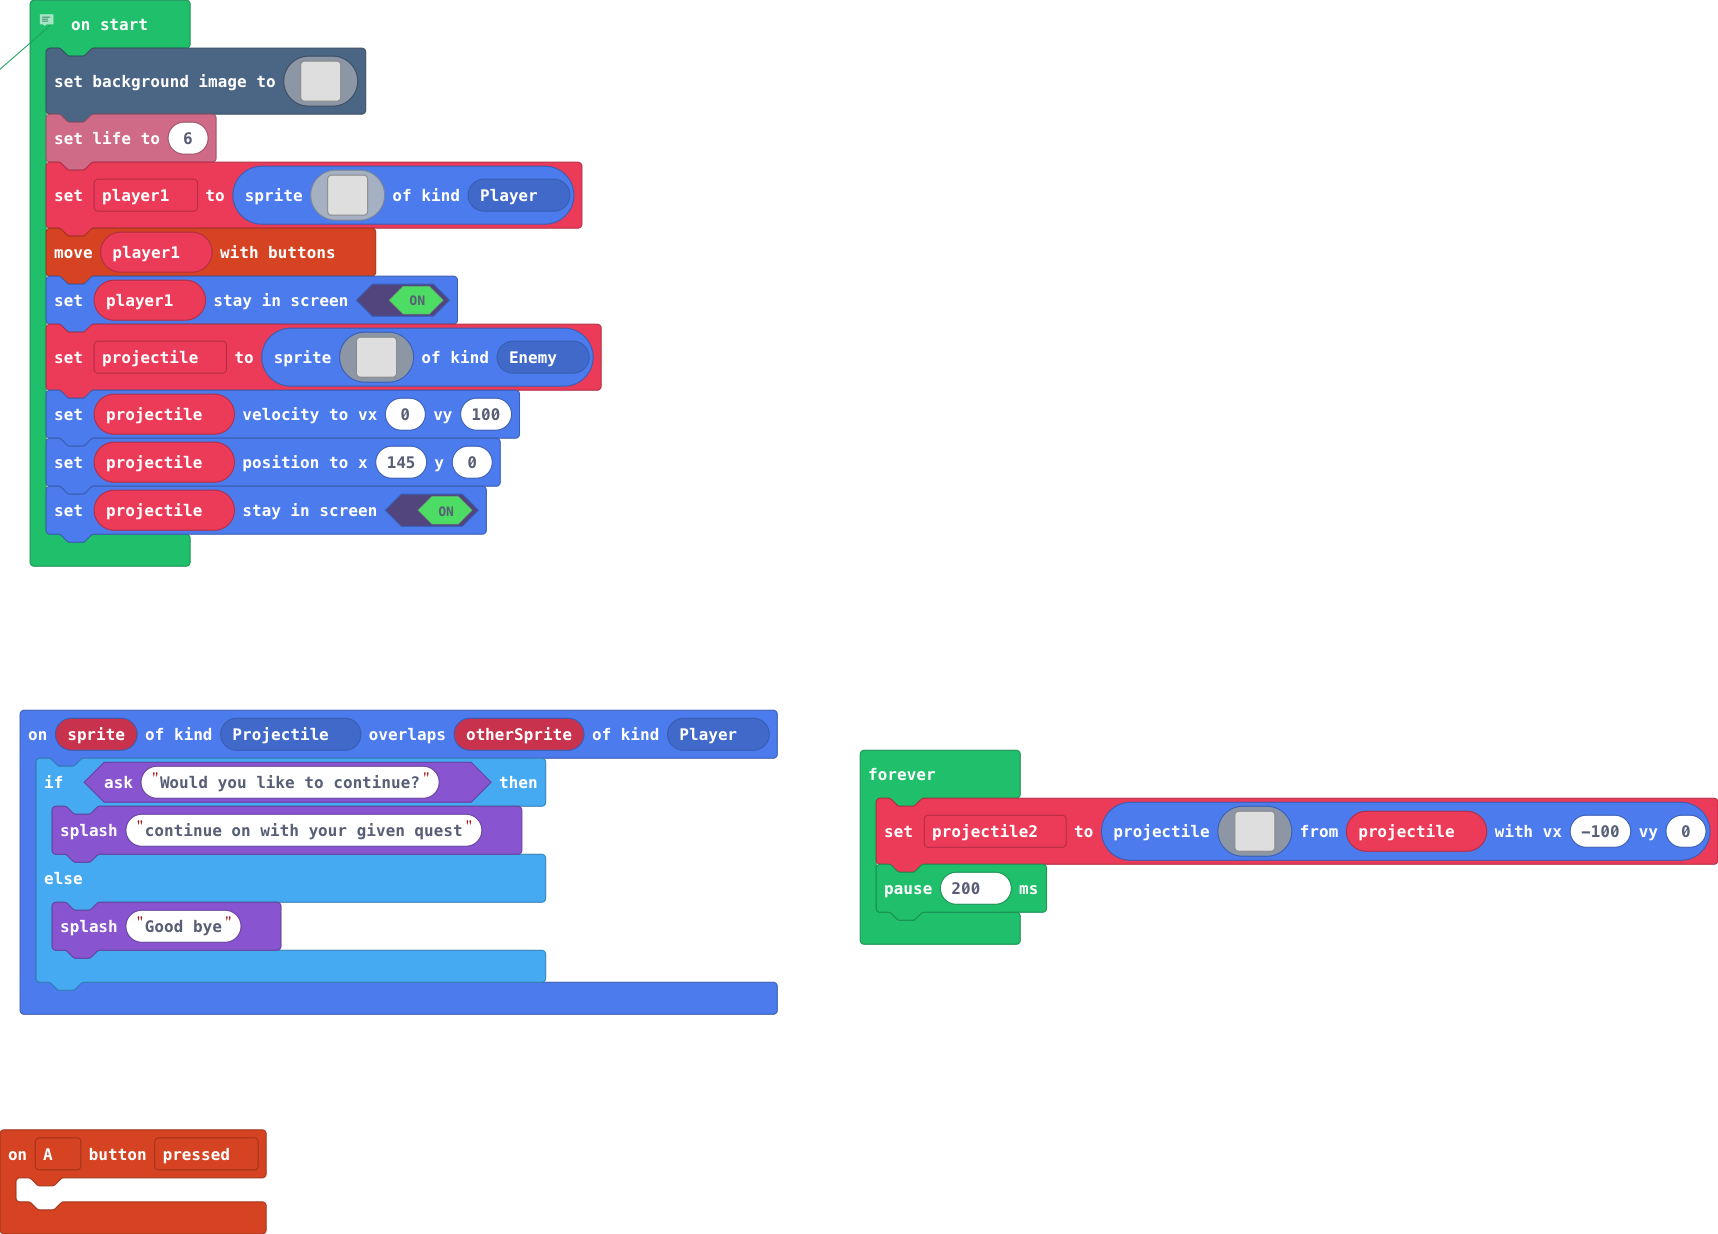 on start
set background image to
set life to 6
set player1 to sprite of kind Player
move player1 with buttons
set player1 stay in screen ON
set projectile to sprite of kind Enemy
set projectile velocity to vx 0 vy 100
set projectile position to x 145 y 0
set projectile stay in screen ON
on sprite of kind Projectile overlaps otherSprite of kind Player
if ask "Would you like to continue?" then
splash "continue on with your given quest"
else
splash "Good bye"
forever
set projectile2 to projectile from projectile with vx -100 vy 0
pause 200 ms
on A button pressed